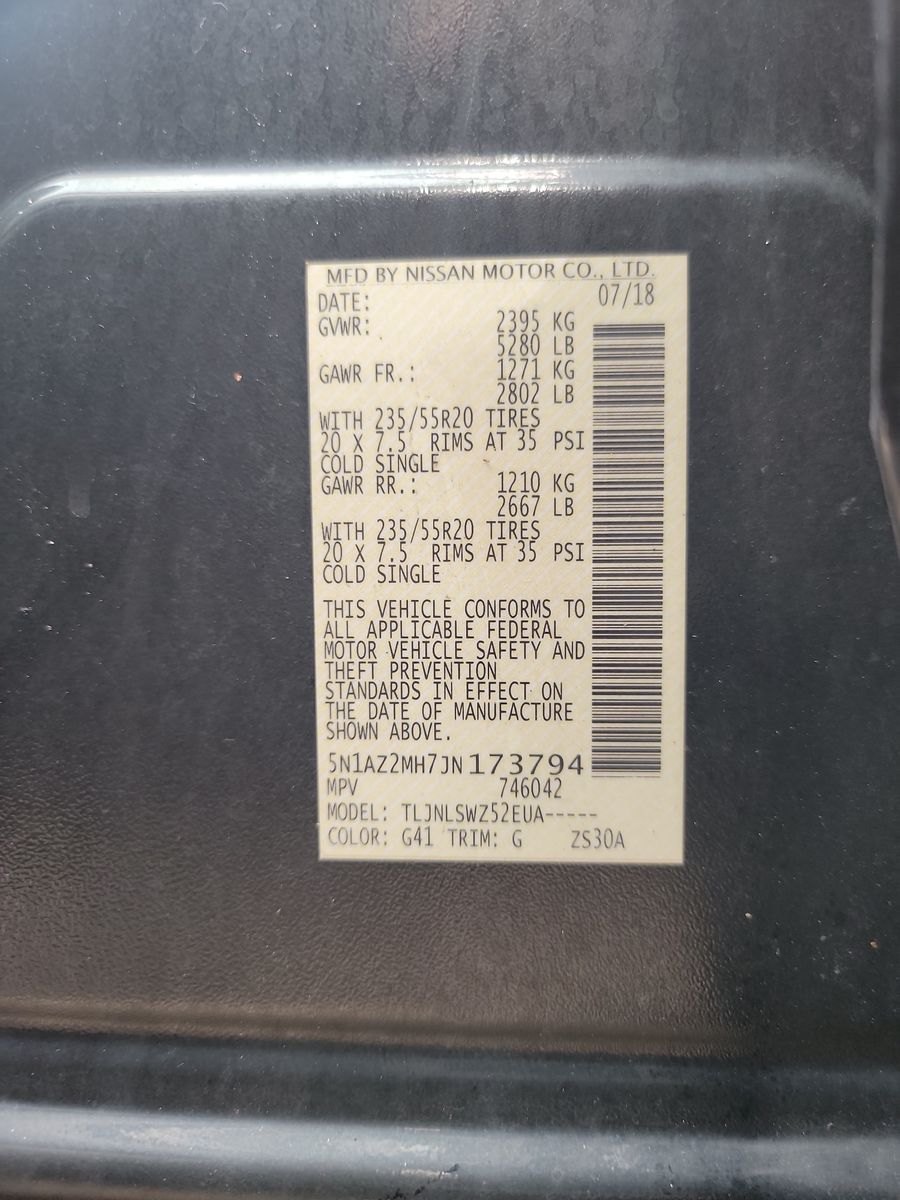 MFD BY NISSAN MOTOR CO., LTD.
DATE: 07/18
GVWR: 2395 KG
5280 LB
GAWR FR.: 1271 KG
2802 LB
WITH 235/55R20 TIRES
20 X 7.5 RIMS AT 35 PSI
COLD SINGLE
GAWR RR.: 1210 KG
2667 LB
WITH 235/55R20 TIRES
20 X 7.5 RIMS AT 35 PSI
COLD SINGLE
THIS VEHICLE CONFORMS TO
ALL APPLICABLE FEDERAL
MOTOR VEHICLE SAFETY AND
THEFT PREVENTION
STANDARDS IN EFFECT ON
THE DATE OF MANUFACTURE
SHOWN ABOVE.
5N1AZ2MH7JN173794
MPV 746042
MODEL: TLJNLSWZ52EUA-----
COLOR: G41 TRIM: G ZS30A